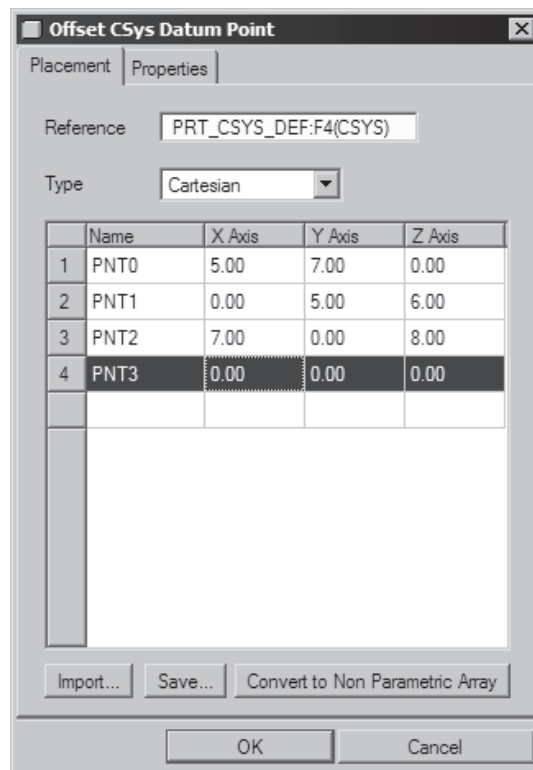 Offset CSys Datum Point
Placement Properties
Reference PRT_CSYS_DEF:F4(CSYS)
Type Cartesian
Name X Axis Y Axis Z Axis
1 PNT0 5.00 7.00 0.00
2 PNT1 0.00 5.00 6.00
3 PNT2 7.00 0.00 8.00
4 PNT3 0.00 0.00 0.00
Import... Save... Convert to Non Parametric Array
OK Cancel